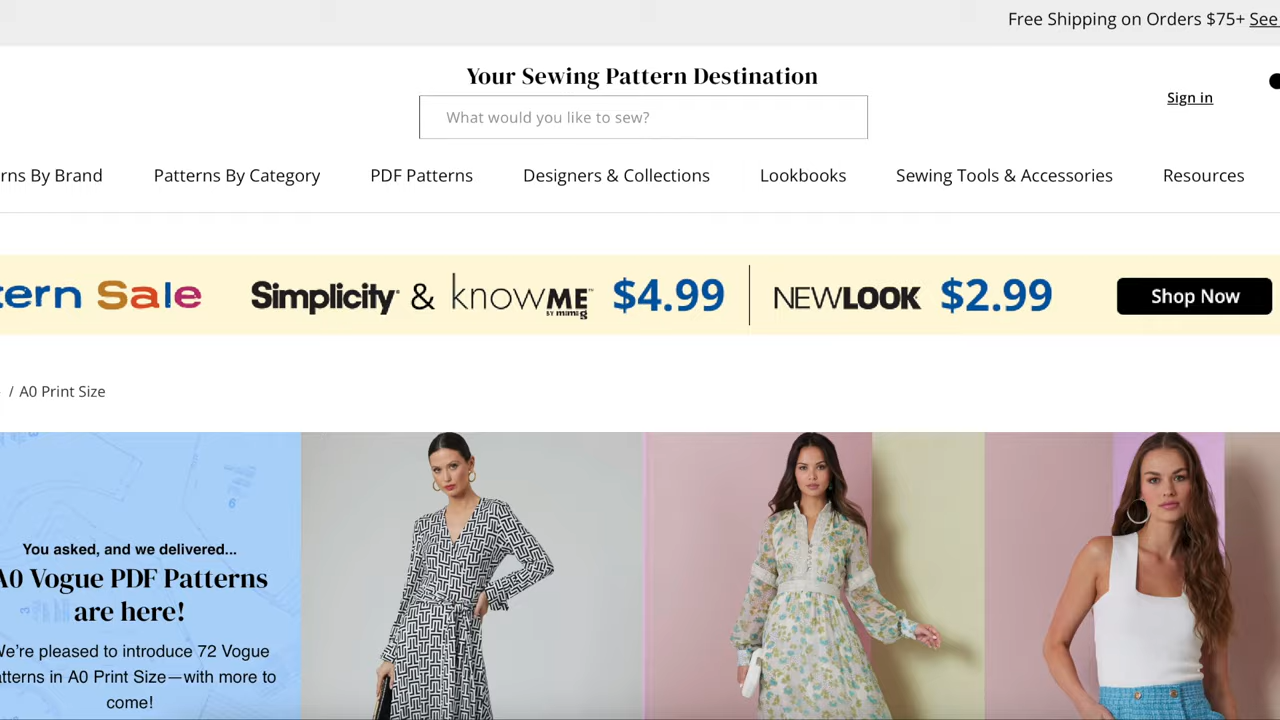 Free Shipping on Orders $75+ See
Your Sewing Pattern Destination
What would you like to sew?
Sign in
rns By Brand Patterns By Category PDF Patterns Designers & Collections Lookbooks Sewing Tools & Accessories Resources
tern Sale Simplicity & knowME BY mimi g $4.99 NEWLOOK $2.99 Shop Now
/ A0 Print Size
You asked, and we delivered...
A0 Vogue PDF Patterns
are here!
We're pleased to introduce 72 Vogue
atterns in A0 Print Size—with more to
come!